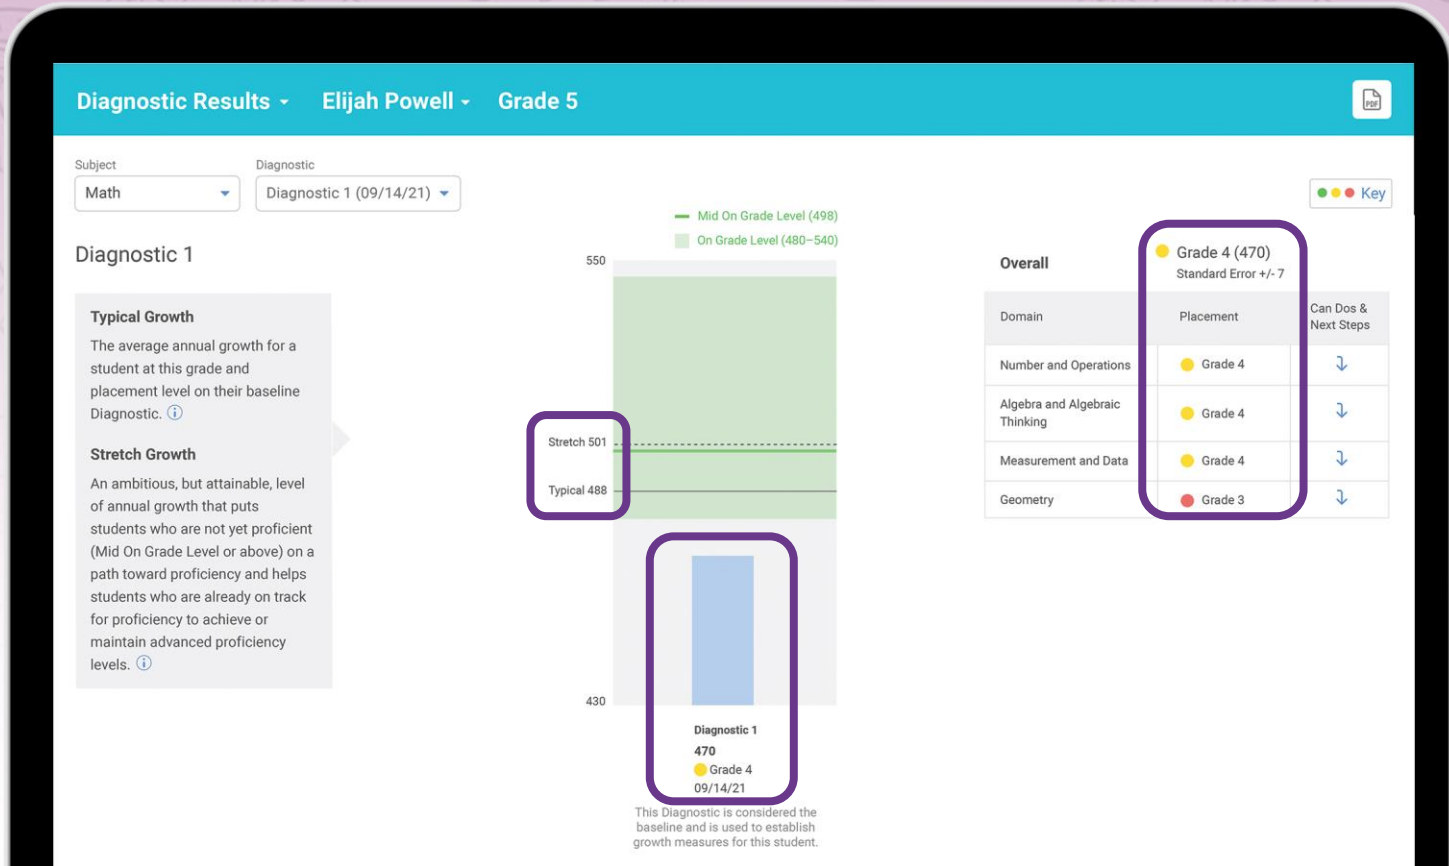 Diagnostic Results
Elijah Powell
Grade 5
PDF
Subject
Math
Diagnostic
Diagnostic 1 (09/14/21)
Key
Diagnostic 1
Typical Growth
The average annual growth for a
student at this grade and
placement level on their baseline
Diagnostic.
Stretch Growth
An ambitious, but attainable, level
of annual growth that puts
students who are not yet proficient
(Mid On Grade Level or above) on a
path toward proficiency and helps
students who are already on track
for proficiency to achieve or
maintain advanced proficiency
levels.
Mid On Grade Level (498)
On Grade Level (480–540)
550
Stretch 501
Typical 488
430
Diagnostic 1
470
Grade 4
09/14/21
This Diagnostic is considered the
baseline and is used to establish
growth measures for this student.
Overall
Grade 4 (470)
Standard Error +/- 7
Domain
Placement
Can Dos &
Next Steps
Number and Operations
Grade 4
Algebra and Algebraic
Thinking
Grade 4
Measurement and Data
Grade 4
Geometry
Grade 3